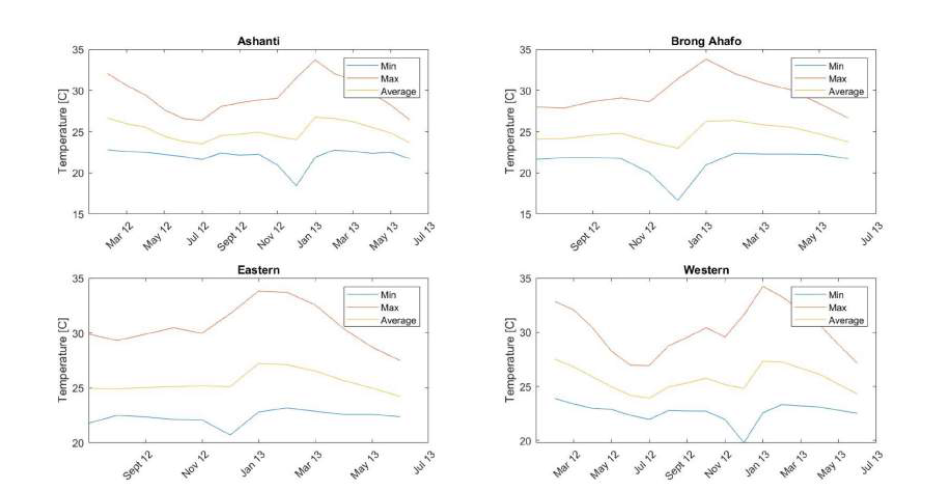 Ashanti
Temperature [C]
35
30
25
20
15
Mar 12 May 12 Jul 12 Sept 12 Nov 12 Jan 13 Mar 13 May 13 Jul 13
Min
Max
Average
Brong Ahafo
Temperature [C]
35
30
25
20
15
Sept 12 Nov 12 Jan 13 Mar 13 May 13 Jul 13
Min
Max
Average
Eastern
Temperature [C]
35
30
25
20
Sept 12 Nov 12 Jan 13 Mar 13 May 13 Jul 13
Min
Max
Average
Western
Temperature [C]
35
30
25
20
Mar 12 May 12 Jul 12 Sept 12 Nov 12 Jan 13 Mar 13 May 13 Jul 13
Min
Max
Average